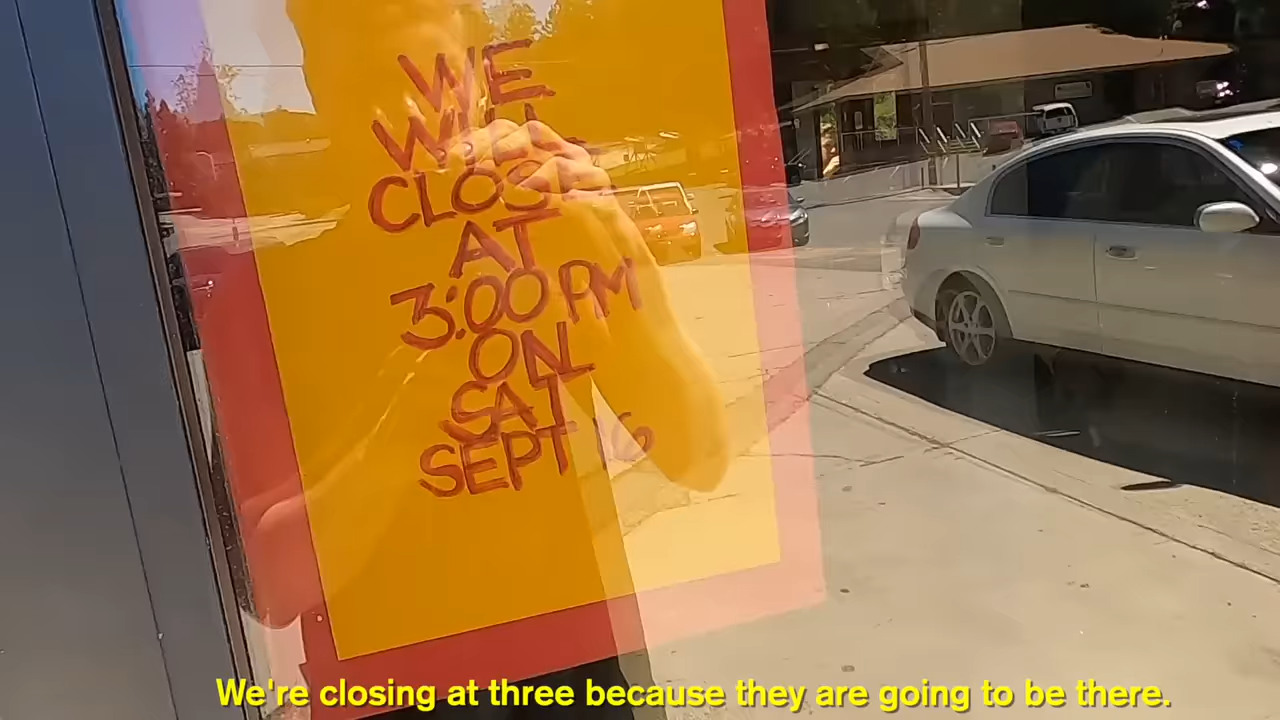 WE
WILL
CLOSE
AT
3:00 PM
ON
SAT
SEPT 16
We're closing at three because they are going to be there.